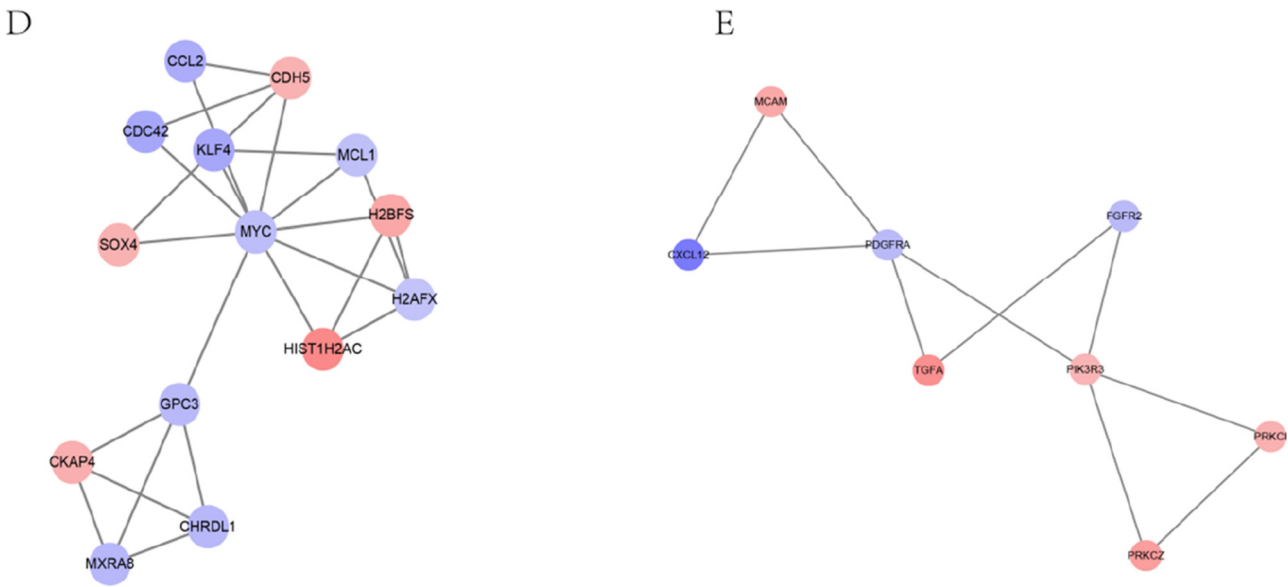 D
E
CCL2
CDH5
CDC42
KLF4
MCL1
SOX4
MYC
H2BFS
H2AFX
HIST1H2AC
GPC3
CKAP4
CHRDL1
MXRA8
MCAM
CXCL12
PDGFRA
FGFR2
TGFA
PIK3R3
PRKCI
PRKCZ